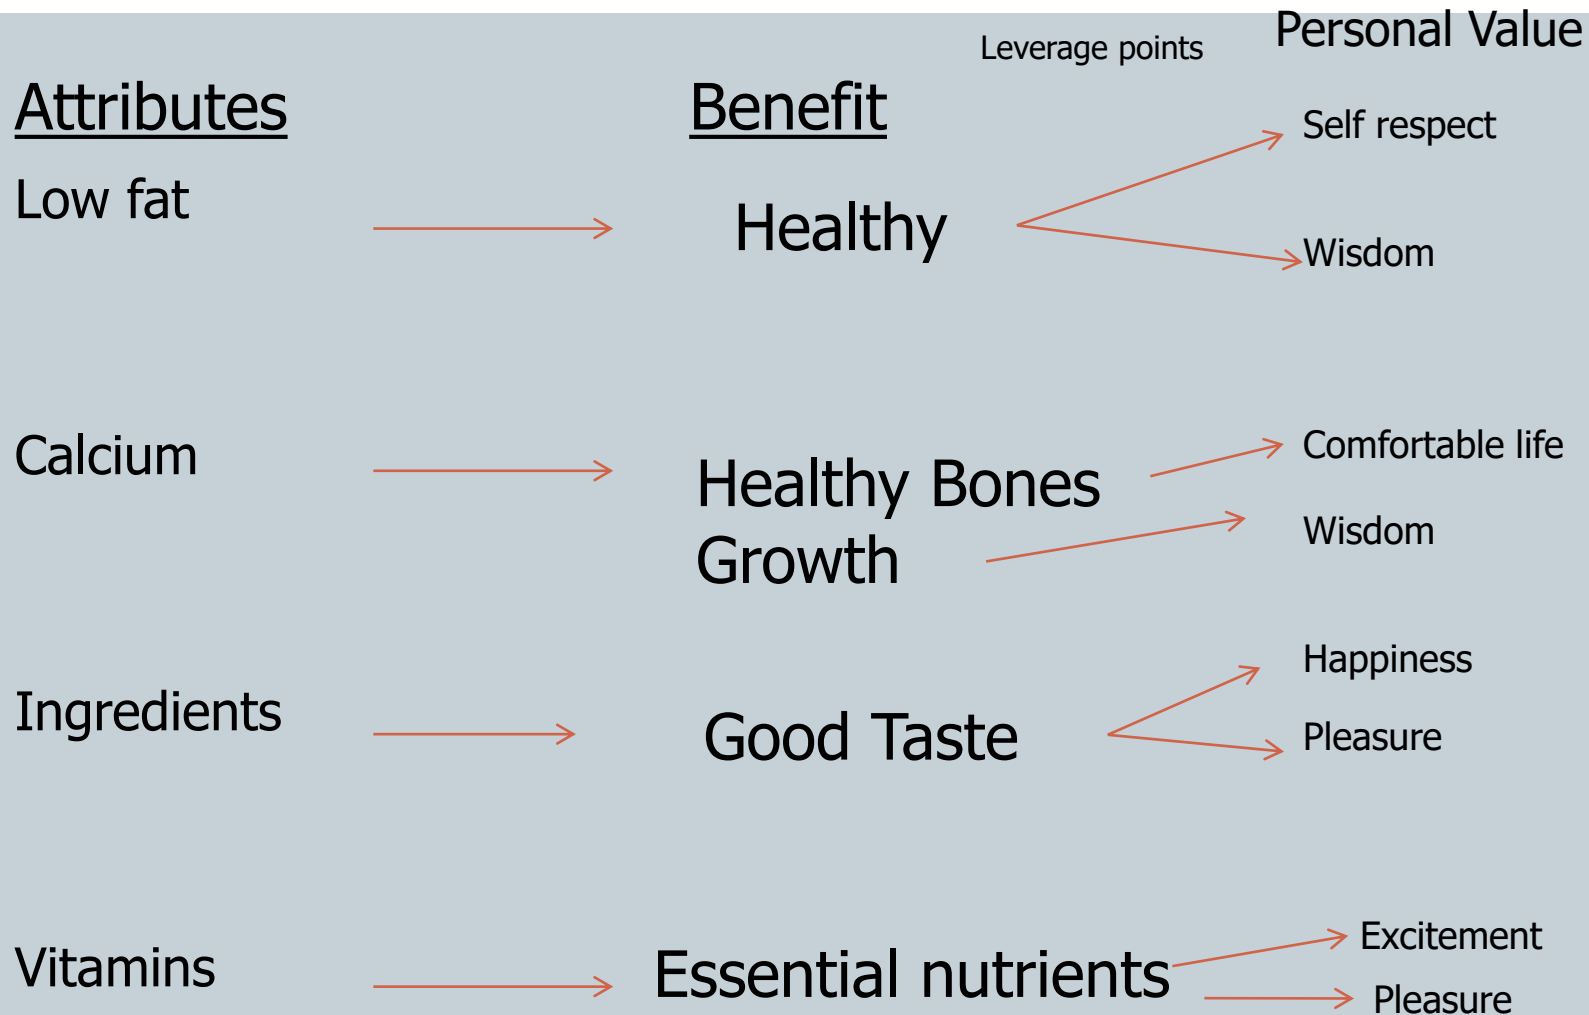 Leverage points
Personal Value
Attributes
Benefit
Self respect
Low fat
Healthy
Wisdom
Calcium
Healthy Bones
Growth
Comfortable life
Wisdom
Ingredients
Good Taste
Happiness
Pleasure
Vitamins
Essential nutrients
Excitement
Pleasure